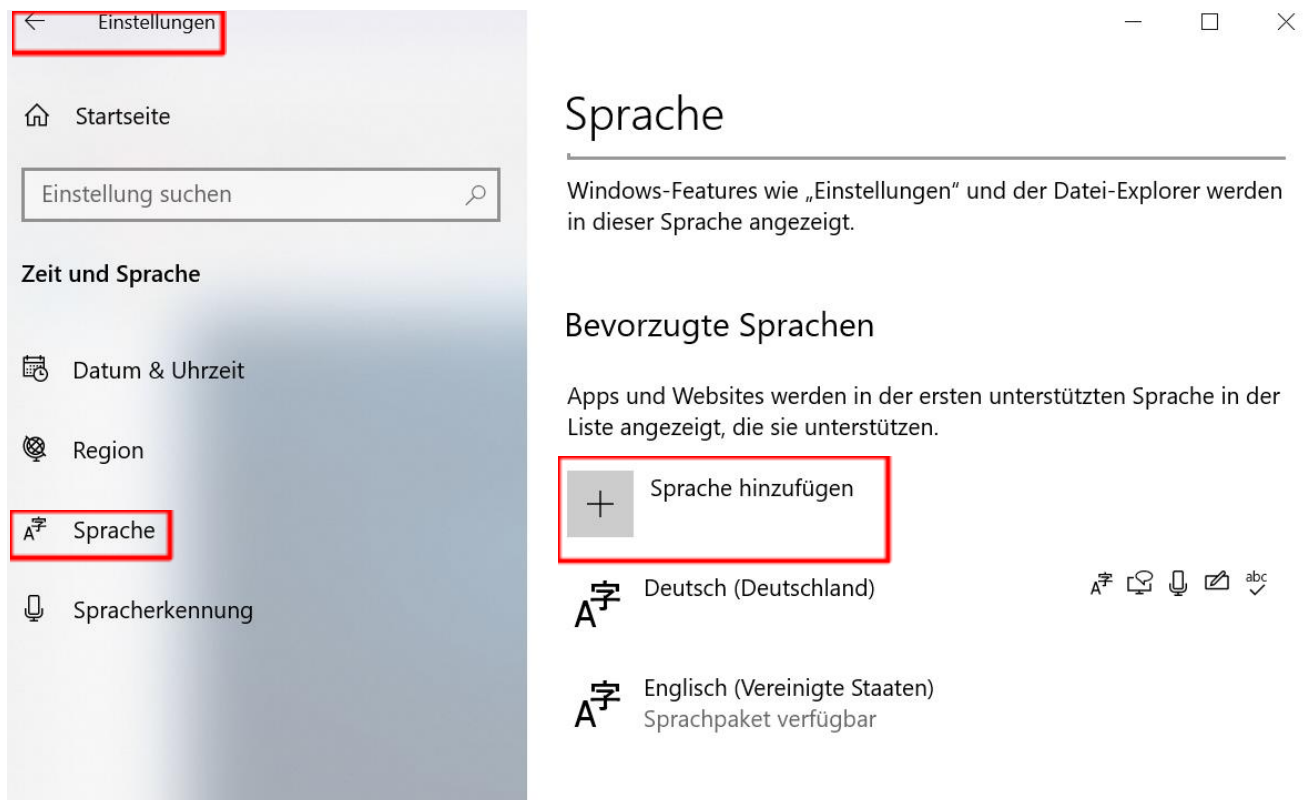 Einstellungen
Startseite
Einstellung suchen
Zeit und Sprache
Datum & Uhrzeit
Region
Sprache
Spracherkennung
Sprache
Windows-Features wie „Einstellungen“ und der Datei-Explorer werden
in dieser Sprache angezeigt.
Bevorzugte Sprachen
Apps und Websites werden in der ersten unterstützten Sprache in der
Liste angezeigt, die sie unterstützen.
Sprache hinzufügen
Deutsch (Deutschland)
abc
Englisch (Vereinigte Staaten)
Sprachpaket verfügbar